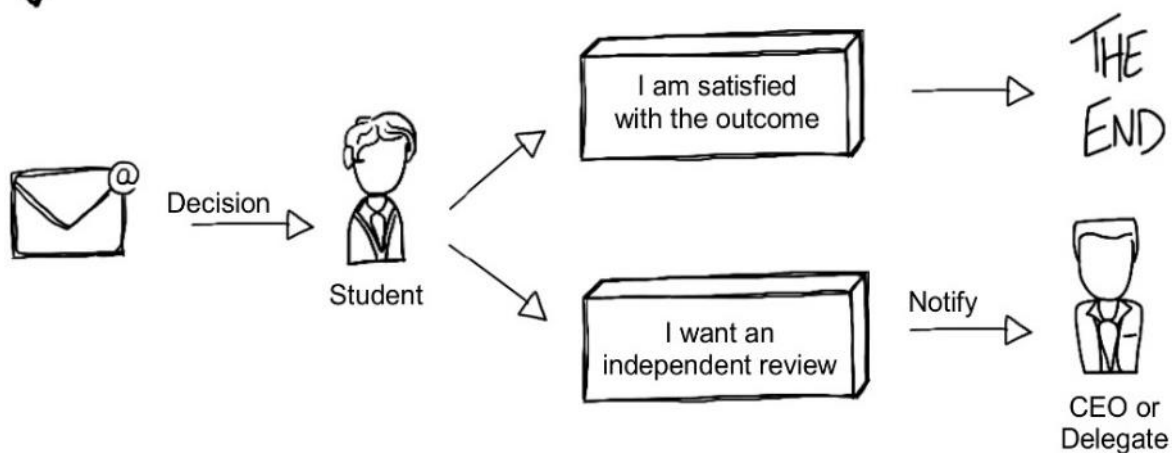 @
Decision
Student
I am satisfied
with the outcome
THE
END
I want an
independent review
Notify
CEO or
Delegate